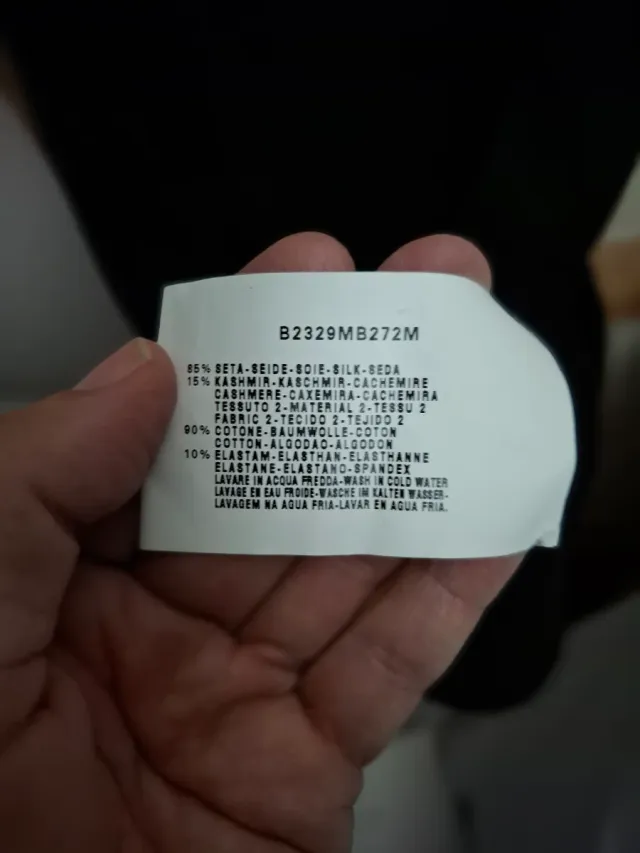 B2329MB272M
85% SETA-SEIDE-SOIE-SILK-SEDA
15% KASHMIR-KASCHMIR-CACHEMIRE
CASHMERE-CAXEMIRA-CACHEMIRA
TESSUTO 2-MATERIAL 2-TESSU 2
FABRIC 2-TECIDO 2-TEJIDO 2
90% COTONE-BAUMWOLLE-COTON
COTTON-ALGODAO-ALGODON
10% ELASTAM-ELASTHAN-ELASTHANNE
ELASTANE-ELASTANO-SPANDEX
LAVARE IN ACQUA FREDDA-WASH IN COLD WATER
LAVAGE EN EAU FROIDE-WASCHE IM KALTEN WASSER-
LAVAGEM NA AGUA FRIA-LAVAR EN AGUA FRIA.